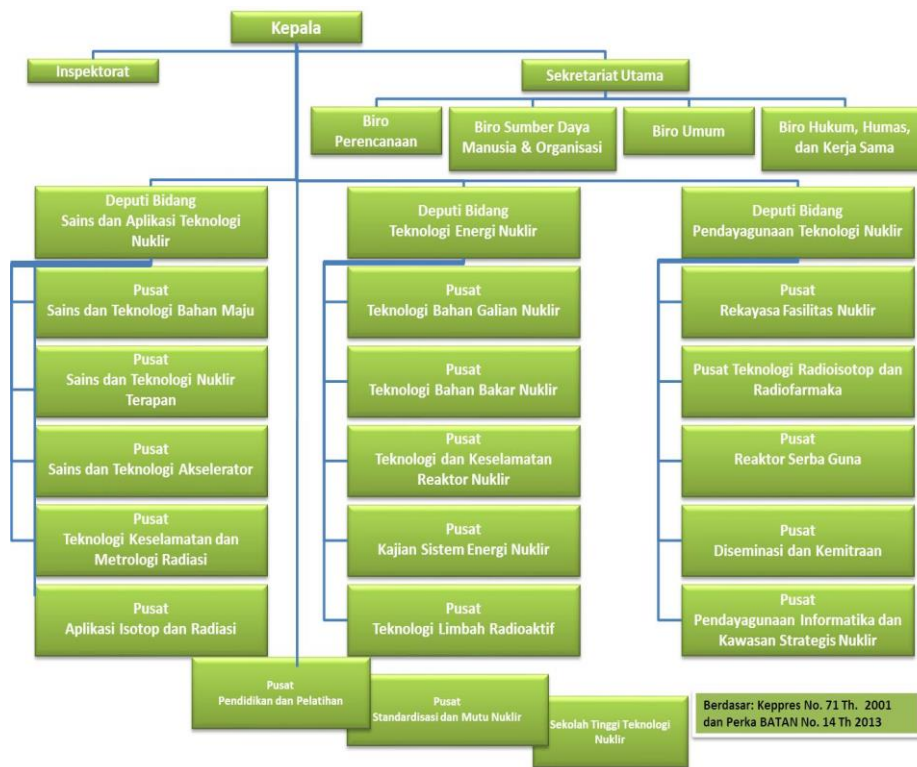 Kepala
Inspektorat
Sekretariat Utama
Biro
Perencanaan
Biro Sumber Daya
Manusia & Organisasi
Biro Umum
Biro Hukum, Humas,
dan Kerja Sama
Deputi Bidang
Sains dan Aplikasi Teknologi
Nuklir
Deputi Bidang
Teknologi Energi Nuklir
Deputi Bidang
Pendayagunaan Teknologi Nuklir
Pusat
Sains dan Teknologi Bahan Maju
Pusat
Teknologi Bahan Galian Nuklir
Pusat
Rekayasa Fasilitas Nuklir
Pusat
Sains dan Teknologi Nuklir
Terapan
Pusat
Teknologi Bahan Bakar Nuklir
Pusat Teknologi Radioisotop dan
Radiofarmaka
Pusat
Sains dan Teknologi Akselerator
Pusat
Teknologi dan Keselamatan
Reaktor Nuklir
Pusat
Reaktor Serba Guna
Pusat
Teknologi Keselamatan dan
Metrologi Radiasi
Pusat
Kajian Sistem Energi Nuklir
Pusat
Diseminasi dan Kemitraan
Pusat
Aplikasi Isotop dan Radiasi
Pusat
Teknologi Limbah Radioaktif
Pusat
Pendayagunaan Informatika dan
Kawasan Strategis Nuklir
Pusat
Pendidikan dan Pelatihan
Pusat
Standardisasi dan Mutu Nuklir
Sekolah Tinggi Teknologi
Nuklir
Berdasar: Keppres No. 71 Th. 2001
dan Perka BATAN No. 14 Th 2013